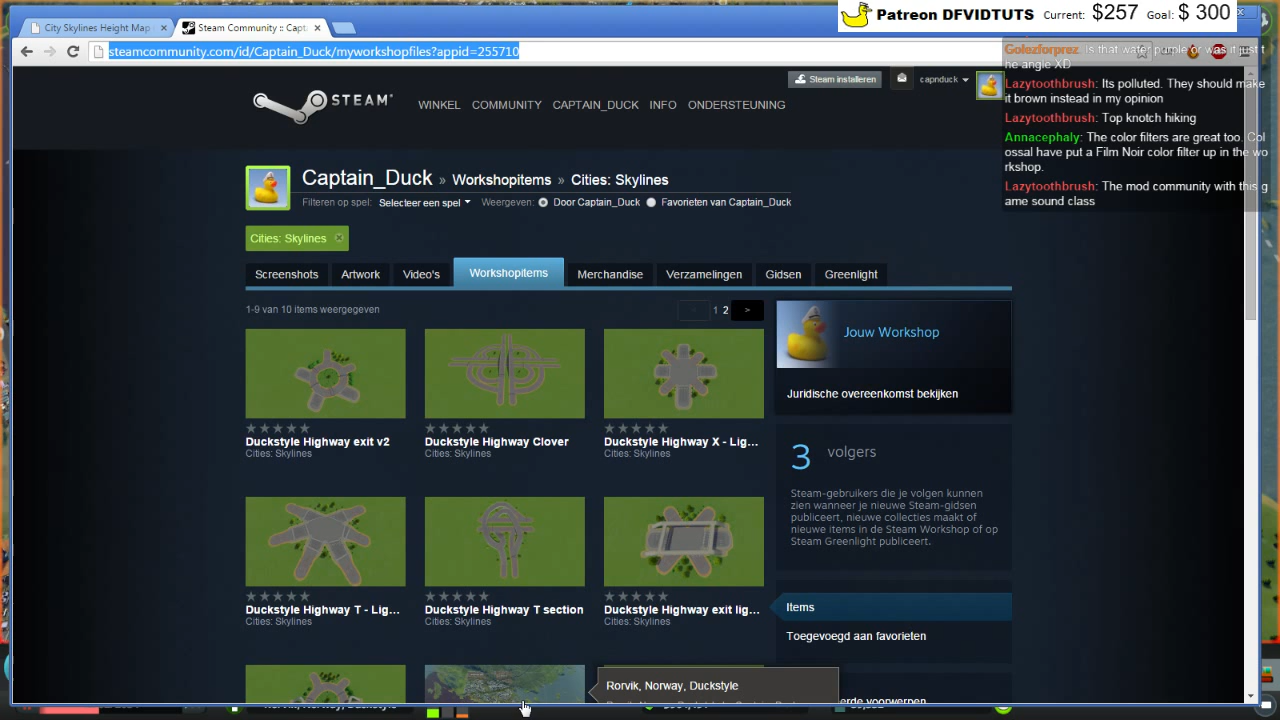 City Skylines Height Map
Steam Community :: Capt
Patreon DFVIDTUTS Current: $257 Goal: $ 300
steamcommunity.com/id/Captain_Duck/myworkshopfiles?appid=255710
Golezforprez: Is that water purple or was it just t
he angle XD
Lazytoothbrush: Its polluted. They should make
it brown instead in my opinion
Lazytoothbrush: Top knotch hiking
Annacephaly: The color filters are great too. Col
ossal have put a Film Noir color filter up in the wo
rkshop.
Lazytoothbrush: The mod community with this g
ame sound class
Steam installeren
capnduck
STEAM
WINKEL COMMUNITY CAPTAIN_DUCK INFO ONDERSTEUNING
Captain_Duck » Workshopitems » Cities: Skylines
Filteren op spel: Selecteer een spel Weergeven: Door Captain_Duck Favorieten van Captain_Duck
Cities: Skylines
Screenshots Artwork Video's Workshopitems Merchandise Verzamelingen Gidsen Greenlight
1-9 van 10 items weergegeven
< 1 2 >
Jouw Workshop
Juridische overeenkomst bekijken
Duckstyle Highway exit v2
Cities: Skylines
Duckstyle Highway Clover
Cities: Skylines
Duckstyle Highway X - Lig...
Cities: Skylines
3 volgers
Steam-gebruikers die je volgen kunnen
zien wanneer je nieuwe Steam-gidsen
publiceert, nieuwe collecties maakt of
nieuwe items in de Steam Workshop of op
Steam Greenlight publiceert.
Duckstyle Highway T - Lig...
Cities: Skylines
Duckstyle Highway T section
Cities: Skylines
Duckstyle Highway exit lig...
Cities: Skylines
Items
Toegevoegd aan favorieten
Rorvik, Norway, Duckstyle